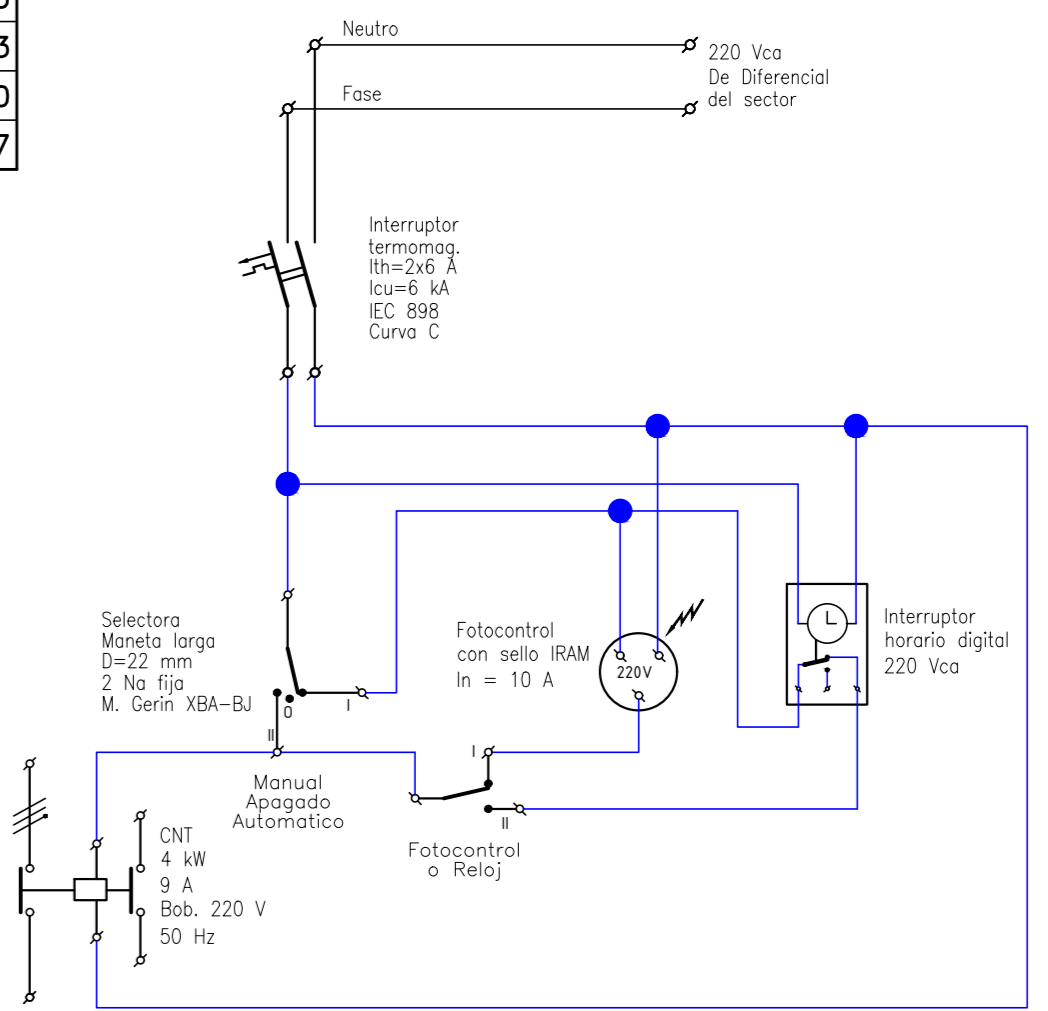 3
0
7
Neutro
Fase
220 Vca
De Diferencial
del sector
Interruptor
termomag.
Ith=2x6 A
Icu=6 kA
IEC 898
Curva C
Selectora
Maneta larga
D=22 mm
2 Na fija
M. Gerin XBA-BJ
0
I
II
Manual
Apagado
Automatico
Fotocontrol
con sello IRAM
In = 10 A
220V
Interruptor
horario digital
220 Vca
I
II
Fotocontrol
o Reloj
CNT
4 kW
9 A
Bob. 220 V
50 Hz